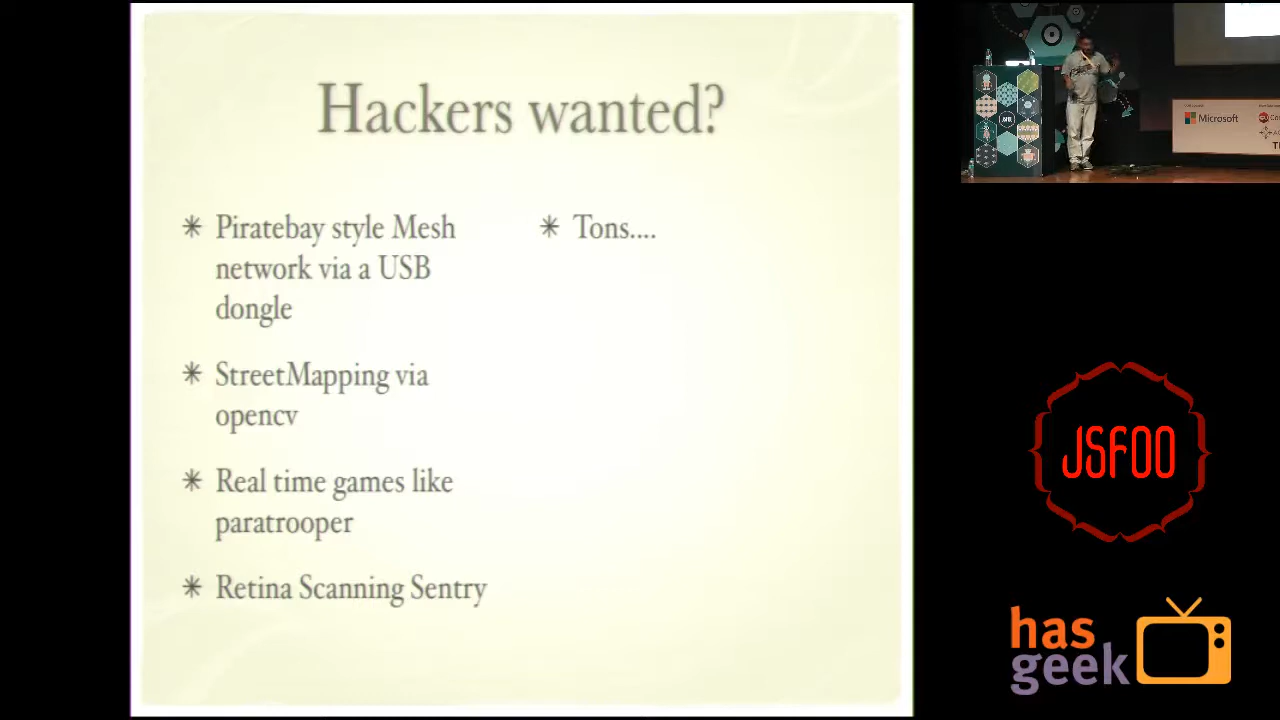 Hackers wanted?
Piratebay style Mesh
network via a USB
dongle
StreetMapping via
opencv
Real time games like
paratrooper
Retina Scanning Sentry
Tons....
Microsoft
JSFOO
has
geek